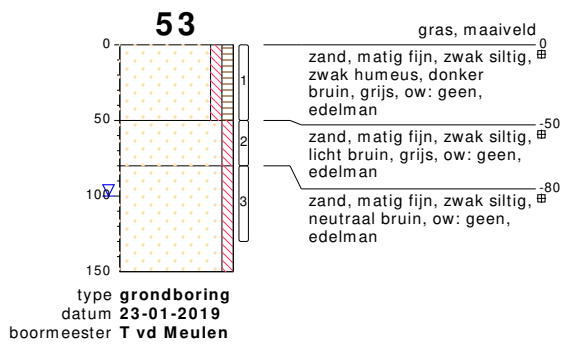 53
gras, maaiveld
0
0
zand, matig fijn, zwak siltig,
zwak humeus, donker
bruin, grijs, ow: geen,
edelman
1
50
-50
zand, matig fijn, zwak siltig,
licht bruin, grijs, ow: geen,
edelman
2
-80
zand, matig fijn, zwak siltig,
neutraal bruin, ow: geen,
edelman
100
3
150
type grondboring
datum 23-01-2019
boormeester T vd Meulen